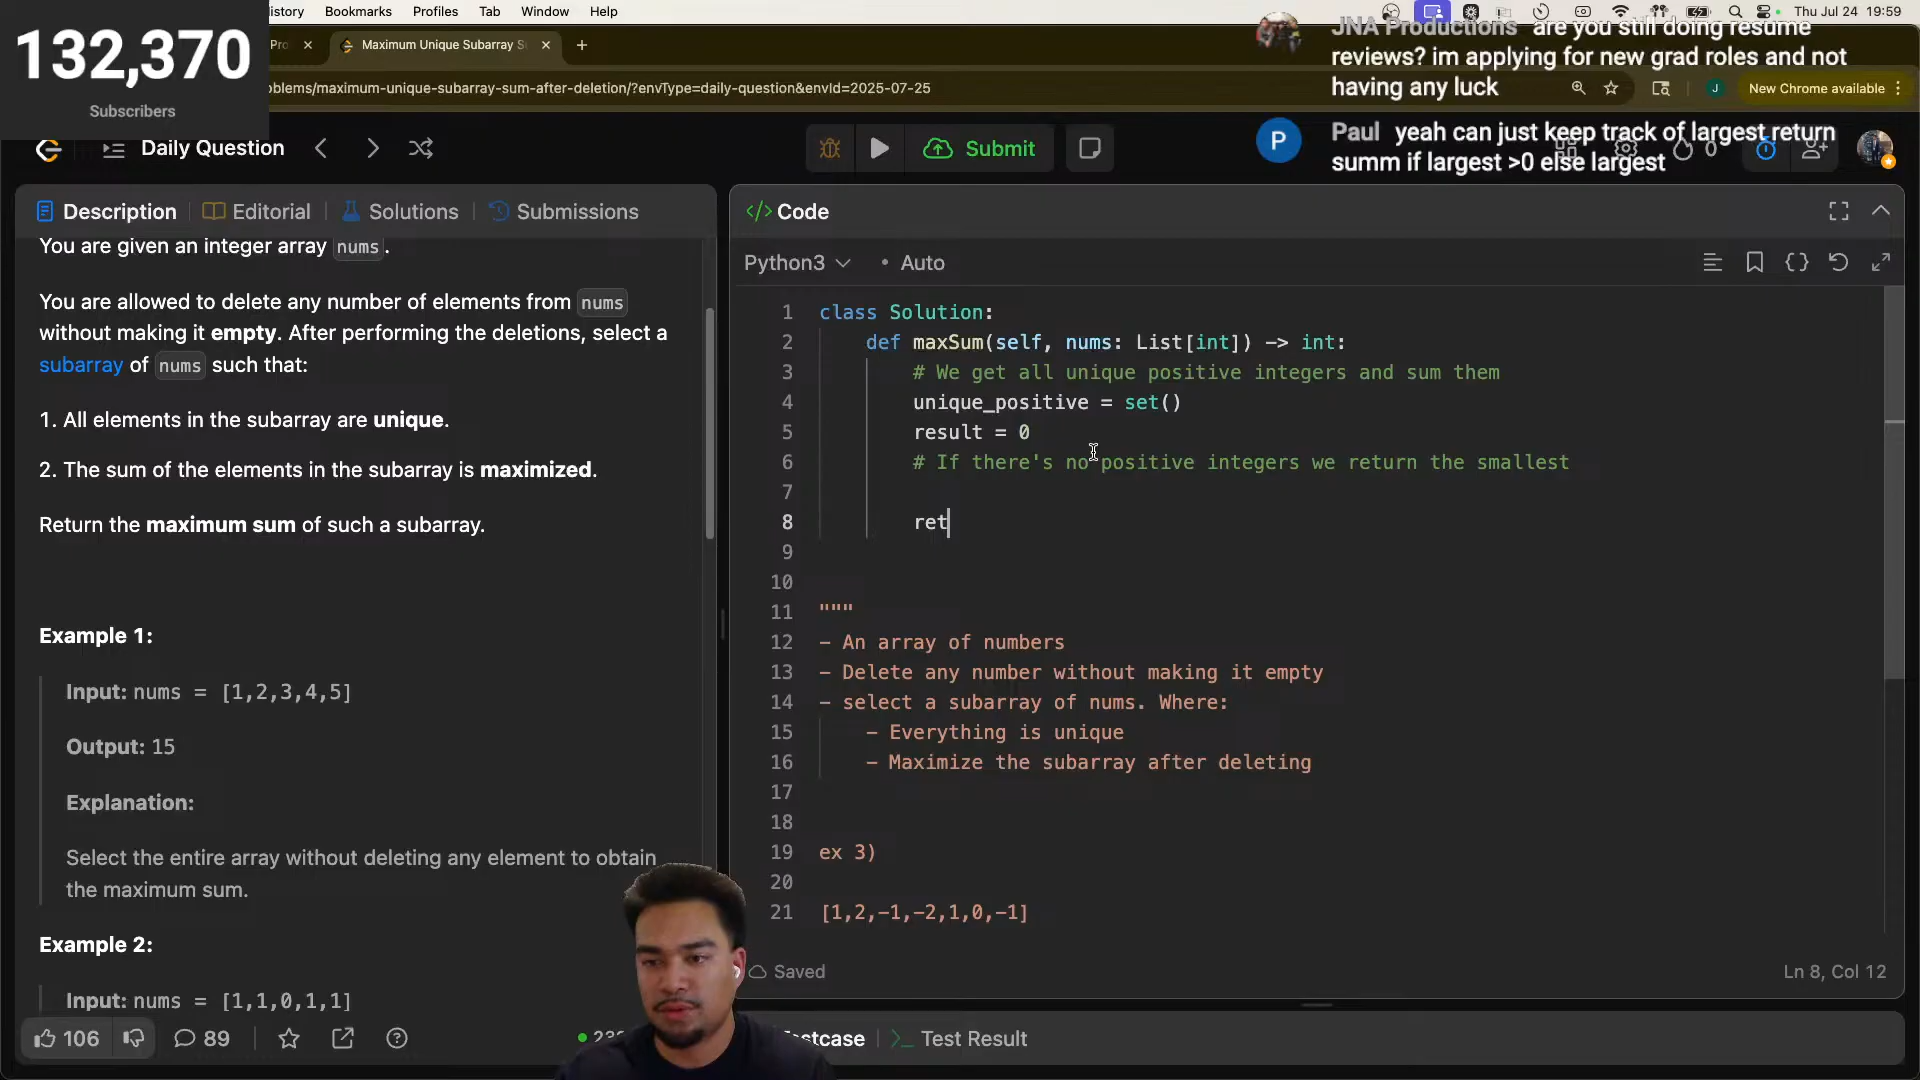 istory Bookmarks Profiles Tab Window Help Thu Jul 24 19:59
132,370
Subscribers
Pro Maximum Unique Subarray S
oblems/maximum-unique-subarray-sum-after-deletion/?envType=daily-question&envId=2025-07-25
J New Chrome available
JNA Productions are you still doing resume
reviews? im applying for new grad roles and not
having any luck
P Paul yeah can just keep track of largest return
summ if largest >0 else largest
Daily Question Submit 0
Description Editorial Solutions Submissions
You are given an integer array nums.
You are allowed to delete any number of elements from nums
without making it empty. After performing the deletions, select a
subarray of nums such that:
1. All elements in the subarray are unique.
2. The sum of the elements in the subarray is maximized.
Return the maximum sum of such a subarray.
Example 1:
Input: nums = [1,2,3,4,5]
Output: 15
Explanation:
Select the entire array without deleting any element to obtain
the maximum sum.
Example 2:
Input: nums = [1,1,0,1,1]
106 89
</> Code
Python3 • Auto
1 class Solution:
2 def maxSum(self, nums: List[int]) -> int:
3 # We get all unique positive integers and sum them
4 unique_positive = set()
5 result = 0
6 # If there's no positive integers we return the smallest
7
8 ret
9
10
11 """
12 - An array of numbers
13 - Delete any number without making it empty
14 - select a subarray of nums. Where:
15 - Everything is unique
16 - Maximize the subarray after deleting
17
18
19 ex 3)
20
21 [1,2,-1,-2,1,0,-1]
Saved Ln 8, Col 12
stcase >_ Test Result